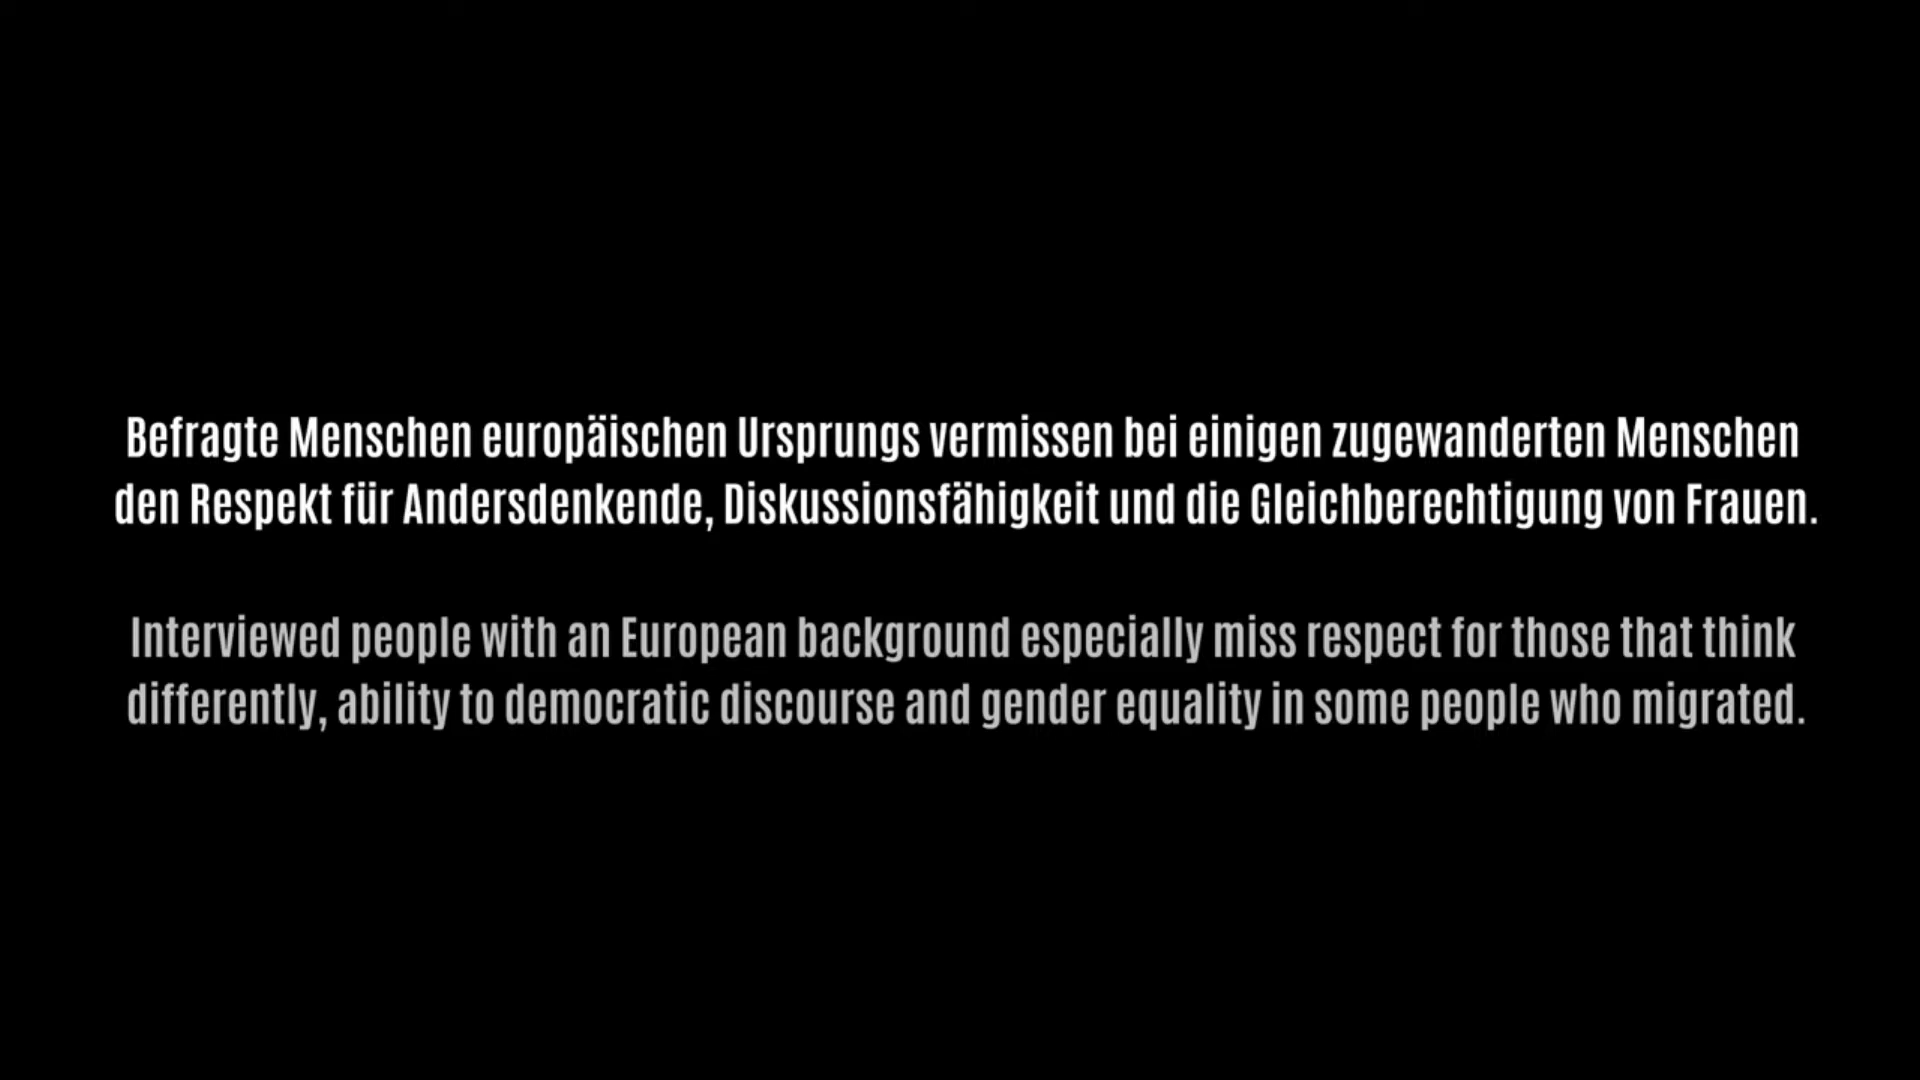 Befragte Menschen europäischen Ursprungs vermissen bei einigen zugewanderten Menschen
den Respekt für Andersdenkende, Diskussionsfähigkeit und die Gleichberechtigung von Frauen.
Interviewed people with an European background especially miss respect for those that think
differently, ability to democratic discourse and gender equality in some people who migrated.